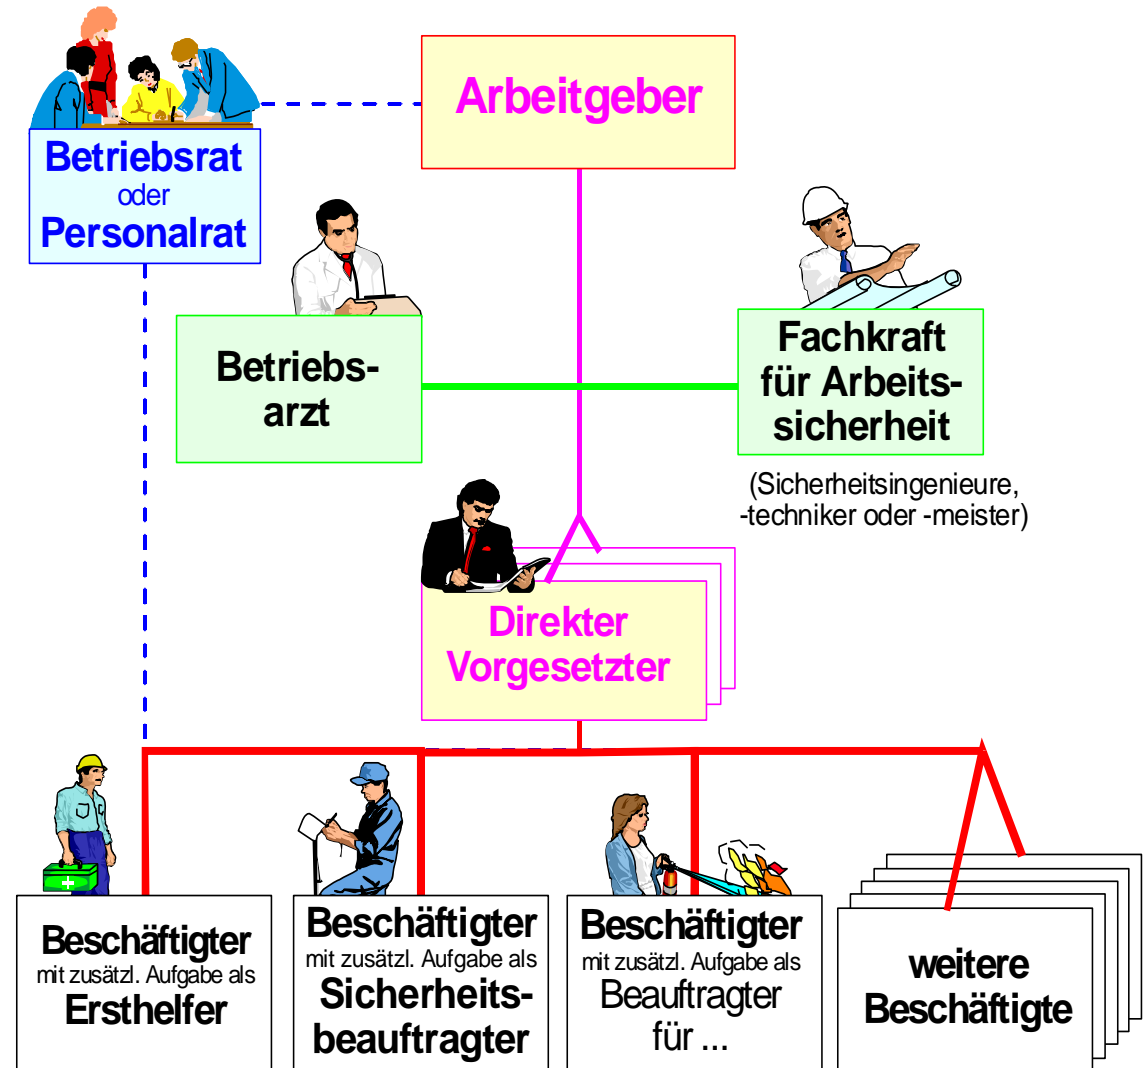 Arbeitgeber
Betriebsrat
oder
Personalrat
Betriebs-
arzt
Fachkraft
für Arbeits-
sicherheit
(Sicherheitsingenieure,
-techniker oder -meister)
Direkter
Vorgesetzter
Beschäftigter
mit zusätzl. Aufgabe als
Ersthelfer
Beschäftigter
mit zusätzl. Aufgabe als
Sicherheits-
beauftragter
Beschäftigter
mit zusätzl. Aufgabe als
Beauftragter
für ...
weitere
Beschäftigte